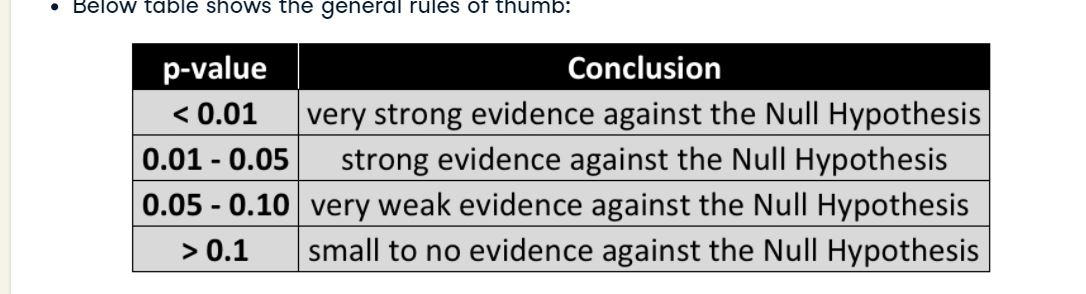 • Below table shows the general rules of thumb:
p-value Conclusion
< 0.01 very strong evidence against the Null Hypothesis
0.01 - 0.05 strong evidence against the Null Hypothesis
0.05 - 0.10 very weak evidence against the Null Hypothesis
> 0.1 small to no evidence against the Null Hypothesis